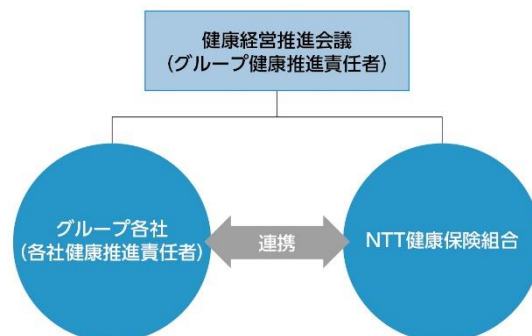 健康経営推進会議
(グループ健康推進責任者)
グループ各社
(各社健康推進責任者)
連携
NTT健康保険組合